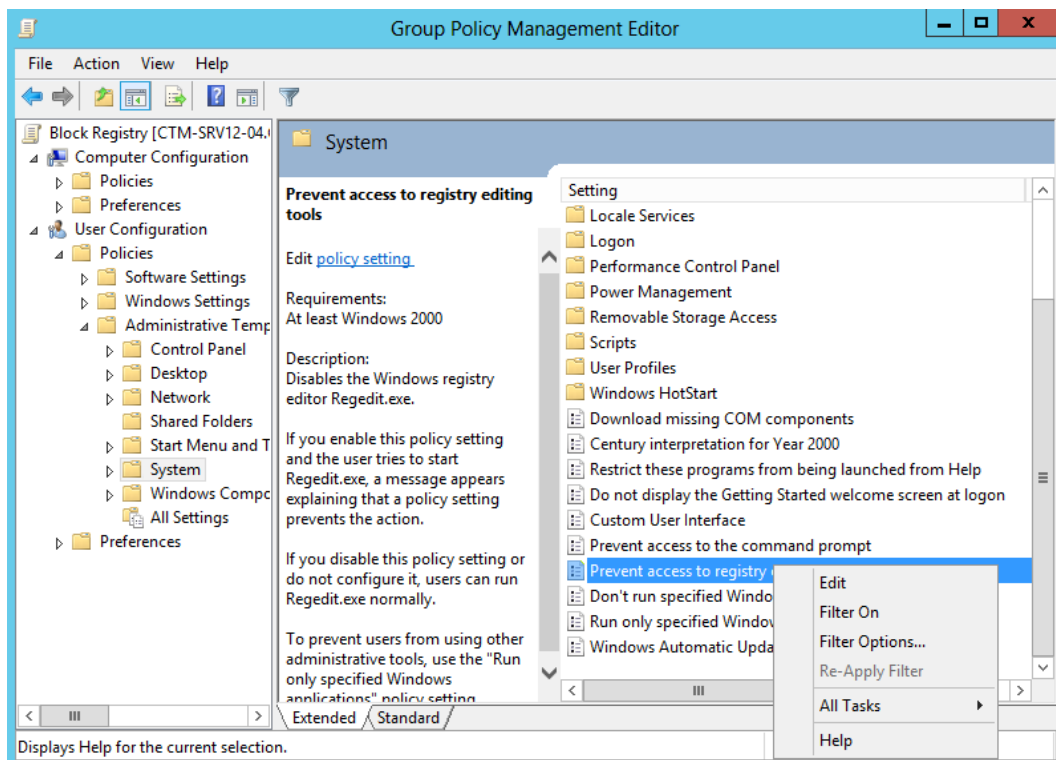 Group Policy Management Editor
File Action View Help
Block Registry [CTM-SRV12-04.
Computer Configuration
Policies
Preferences
User Configuration
Policies
Software Settings
Windows Settings
Administrative Temp
Control Panel
Desktop
Network
Shared Folders
Start Menu and T
System
Windows Compo
All Settings
Preferences
System
Prevent access to registry editing
tools
Edit policy setting
Requirements:
At least Windows 2000
Description:
Disables the Windows registry
editor Regedit.exe.
If you enable this policy setting
and the user tries to start
Regedit.exe, a message appears
explaining that a policy setting
prevents the action.
If you disable this policy setting or
do not configure it, users can run
Regedit.exe normally.
To prevent users from using other
administrative tools, use the "Run
only specified Windows
applications" policy setting
Setting
Locale Services
Logon
Performance Control Panel
Power Management
Removable Storage Access
Scripts
User Profiles
Windows HotStart
Download missing COM components
Century interpretation for Year 2000
Restrict these programs from being launched from Help
Do not display the Getting Started welcome screen at logon
Custom User Interface
Prevent access to the command prompt
Prevent access to registry
Don't run specified Windo
Run only specified Window
Windows Automatic Upda
Edit
Filter On
Filter Options...
Re-Apply Filter
All Tasks
Help
Extended Standard
Displays Help for the current selection.